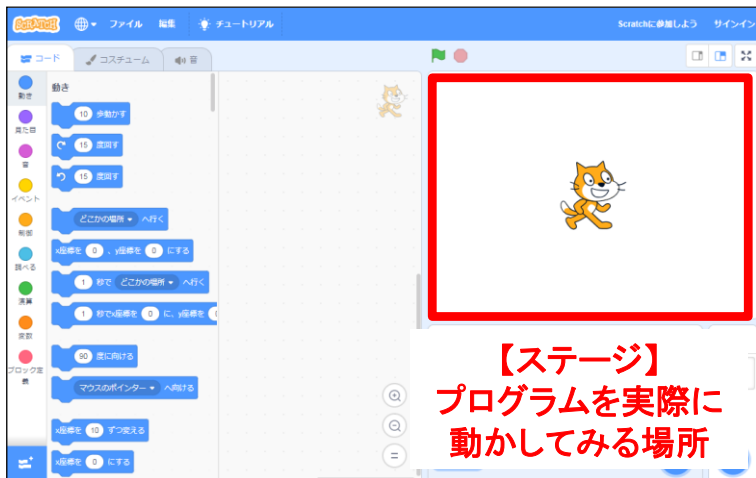 SCRATCH ファイル 編集 チュートリアル Scratchに参加しよう サインイン
コード コスチューム 音
動き
見た目
音
イベント
制御
調べる
演算
変数
ブロック定義
動き
10 歩動かす
15 度回す
15 度回す
どこかの場所 へ行く
x座標を 0 、y座標を 0 にする
1 秒で どこかの場所 へ行く
1 秒でx座標を 0 に、y座標を
90 度に向ける
マウスのポインター へ向ける
x座標を 10 ずつ変える
x座標を 0 にする
【ステージ】
プログラムを実際に
動かしてみる場所